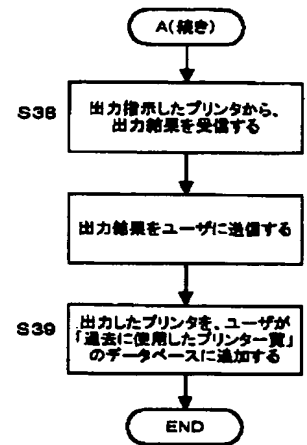 A(続き)
S38
出力指示したプリンタから、
出力結果を受信する
出力結果をユーザに送信する
S39
出力したプリンタを、ユーザが
「過去に使用したプリンター覧」
のデータベースに追加する
END